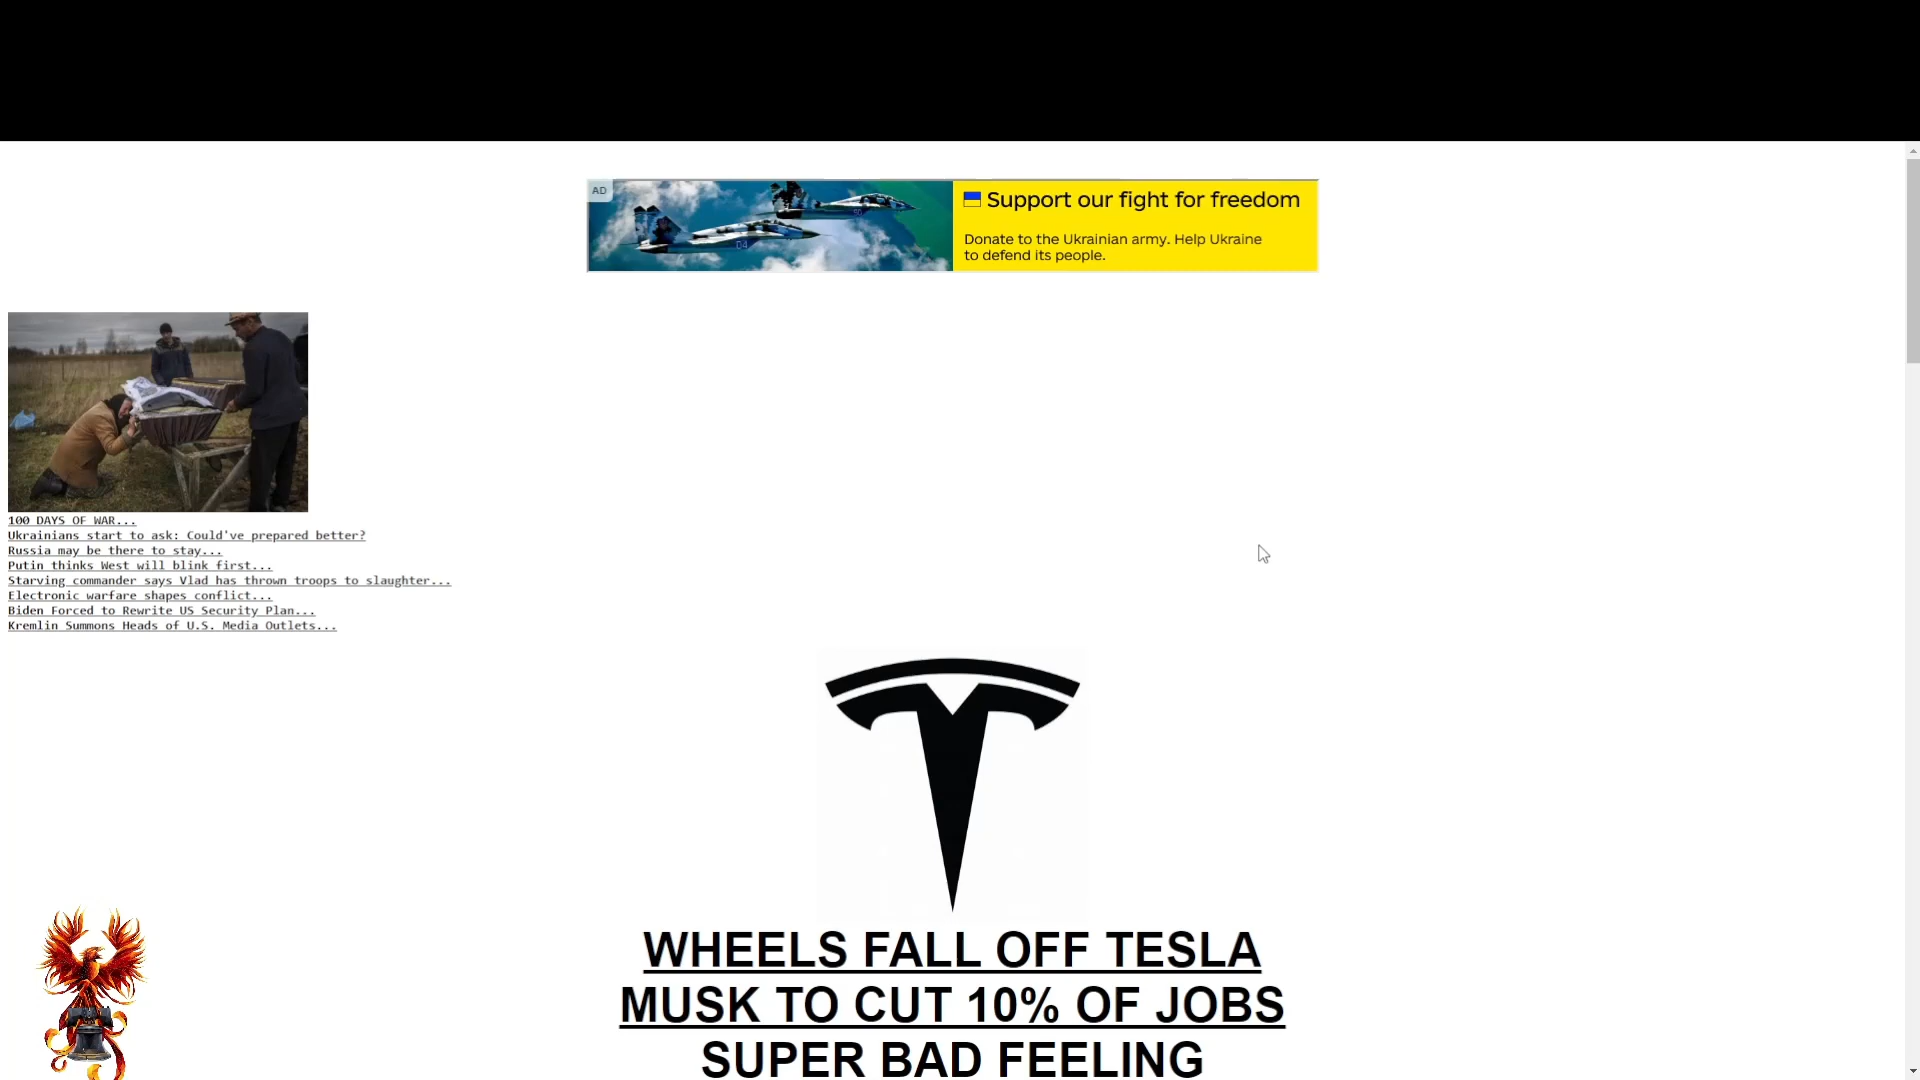 AD
Support our fight for freedom
Donate to the Ukrainian army. Help Ukraine
to defend its people.
100 DAYS OF WAR...
Ukrainians start to ask: Could've prepared better?
Russia may be there to stay...
Putin thinks West will blink first...
Starving commander says Vlad has thrown troops to slaughter...
Electronic warfare shapes conflict...
Biden Forced to Rewrite US Security Plan...
Kremlin Summons Heads of U.S. Media Outlets...
WHEELS FALL OFF TESLA
MUSK TO CUT 10% OF JOBS
SUPER BAD FEELING